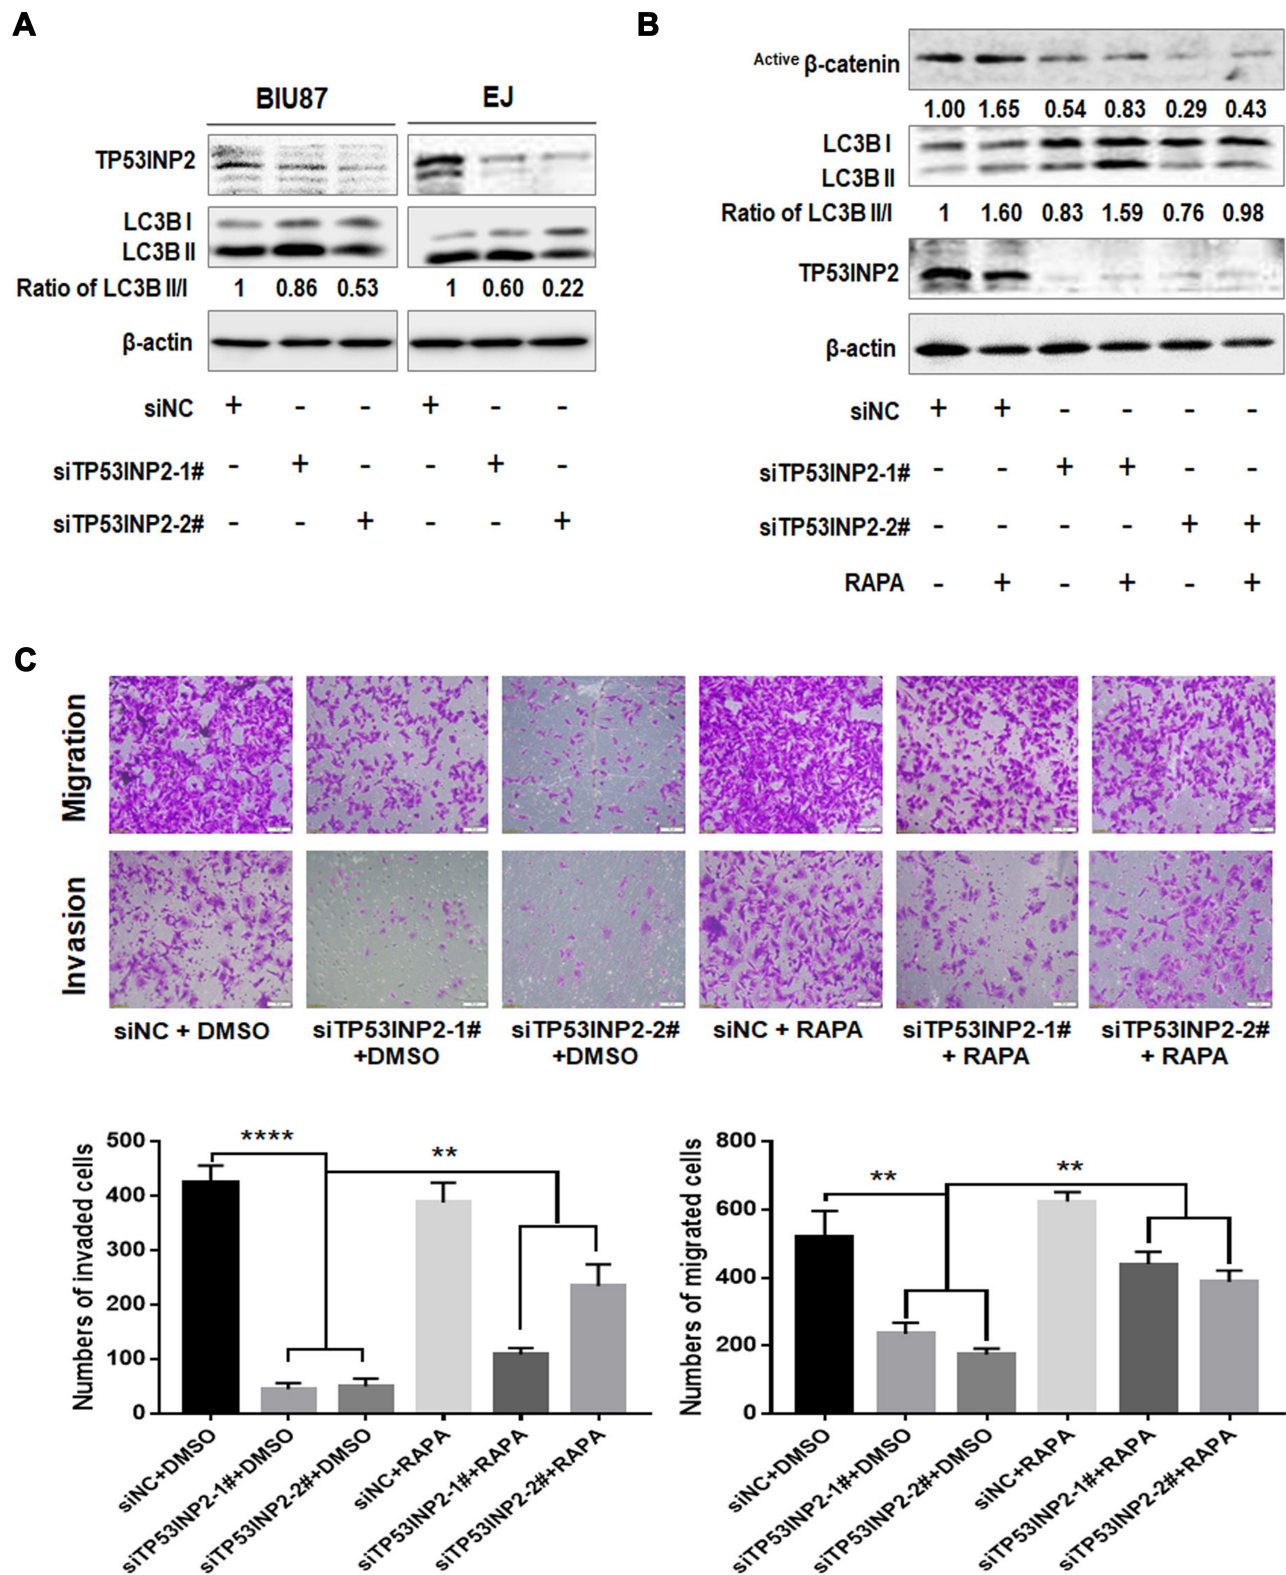 A
BIU87 EJ
TP53INP2
LC3B I
LC3B II
Ratio of LC3B II/I 1 0.86 0.53 1 0.60 0.22
β-actin
siNC + - - + - -
siTP53INP2-1# - + - - + -
siTP53INP2-2# - - + - - +
B
Active β-catenin
1.00 1.65 0.54 0.83 0.29 0.43
LC3B I
LC3B II
Ratio of LC3B II/I 1 1.60 0.83 1.59 0.76 0.98
TP53INP2
β-actin
siNC + + - - - -
siTP53INP2-1# - - + + - -
siTP53INP2-2# - - - - + +
RAPA - + - + - +
C
Migration
Invasion
siNC + DMSO
siTP53INP2-1#
+DMSO
siTP53INP2-2#
+DMSO
siNC + RAPA
siTP53INP2-1#
+ RAPA
siTP53INP2-2#
+ RAPA
Numbers of invaded cells
500
400
300
200
100
0
****
**
siNC+DMSO
siTP53INP2-1#+DMSO
siTP53INP2-2#+DMSO
siNC+RAPA
siTP53INP2-1#+RAPA
siTP53INP2-2#+RAPA
Numbers of migrated cells
800
600
400
200
0
**
**
siNC+DMSO
siTP53INP2-1#+DMSO
siTP53INP2-2#+DMSO
siNC+RAPA
siTP53INP2-1#+RAPA
siTP53INP2-2#+RAPA